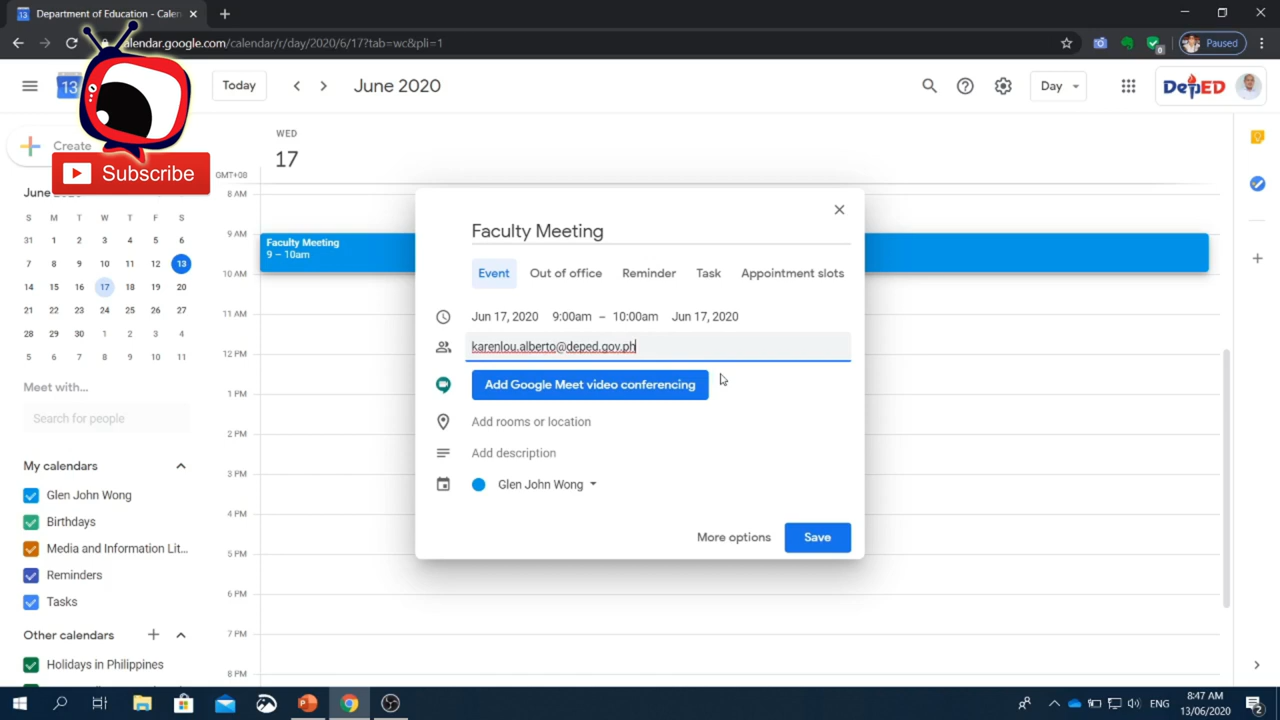 Department of Education - Calen
calendar.google.com/calendar/r/day/2020/6/17?tab=wc&pli=1
Paused
13
Today
June 2020
Day
DepED
Create
Subscribe
WED
17
GMT+08
June 2020
S M T W T F S
31 1 2 3 4 5 6
7 8 9 10 11 12 13
14 15 16 17 18 19 20
21 22 23 24 25 26 27
28 29 30 1 2 3 4
5 6 7 8 9 10 11
Meet with...
Search for people
My calendars
Glen John Wong
Birthdays
Media and Information Lit...
Reminders
Tasks
Other calendars
Holidays in Philippines
8 AM
9 AM
10 AM
11 AM
12 PM
1 PM
2 PM
3 PM
4 PM
5 PM
6 PM
7 PM
8 PM
Faculty Meeting
9 – 10am
Faculty Meeting
Event Out of office Reminder Task Appointment slots
Jun 17, 2020 9:00am – 10:00am Jun 17, 2020
karenlou.alberto@deped.gov.ph
Add Google Meet video conferencing
Add rooms or location
Add description
Glen John Wong
More options Save
ENG
8:47 AM
13/06/2020
2